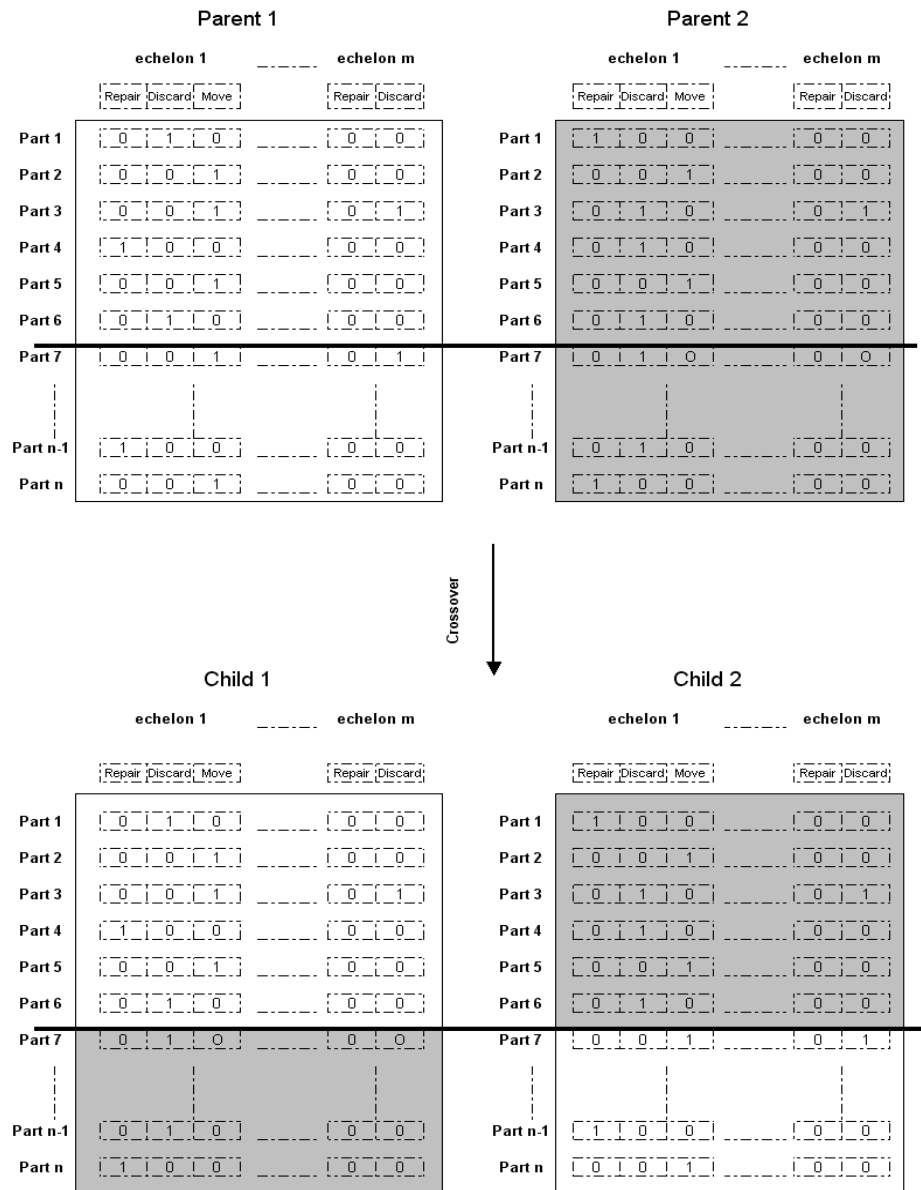 Parent 1 Parent 2
echelon 1 echelon m echelon 1 echelon m
Repair Discard Move Repair Discard Repair Discard Move Repair Discard
Part 1 0 1 0 0 0 Part 1 1 0 0 0 0
Part 2 0 0 1 0 0 Part 2 0 0 1 0 0
Part 3 0 0 1 0 1 Part 3 0 1 0 0 1
Part 4 1 0 0 0 0 Part 4 0 1 0 0 0
Part 5 0 0 1 0 0 Part 5 0 0 1 0 0
Part 6 0 1 0 0 0 Part 6 0 1 0 0 0
Part 7 0 0 1 0 1 Part 7 0 1 O 0 O
Part n-1 1 0 0 0 0 Part n-1 0 1 0 0 0
Part n 0 0 1 0 0 Part n 1 0 0 0 0
Crossover
Child 1 Child 2
echelon 1 echelon m echelon 1 echelon m
Repair Discard Move Repair Discard Repair Discard Move Repair Discard
Part 1 0 1 0 0 0 Part 1 1 0 0 0 0
Part 2 0 0 1 0 0 Part 2 0 0 1 0 0
Part 3 0 0 1 0 1 Part 3 0 1 0 0 1
Part 4 1 0 0 0 0 Part 4 0 1 0 0 0
Part 5 0 0 1 0 0 Part 5 0 0 1 0 0
Part 6 0 1 0 0 0 Part 6 0 1 0 0 0
Part 7 0 1 O 0 O Part 7 0 0 1 0 1
Part n-1 0 1 0 0 0 Part n-1 1 0 0 0 0
Part n 1 0 0 0 0 Part n 0 0 1 0 0